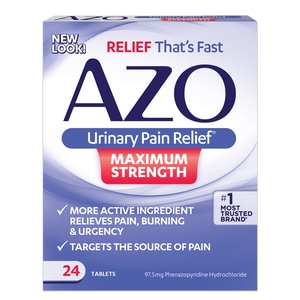 NEW
LOOK!
RELIEF That's Fast
AZO
Urinary Pain Relief®
MAXIMUM
STRENGTH
✓ MORE ACTIVE INGREDIENT
RELIEVES PAIN, BURNING
& URGENCY
✓ TARGETS THE SOURCE OF PAIN
#1
MOST
TRUSTED
BRAND†
24 TABLETS
97.5mg Phenazopyridine Hydrochloride